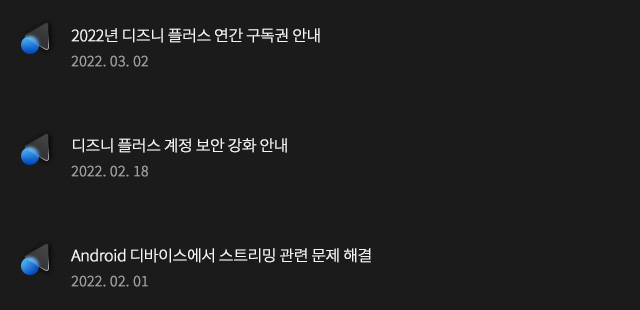 2022년 디즈니 플러스 연간 구독권 안내
2022. 03. 02
디즈니 플러스 계정 보안 강화 안내
2022. 02. 18
Android 디바이스에서 스트리밍 관련 문제 해결
2022. 02. 01